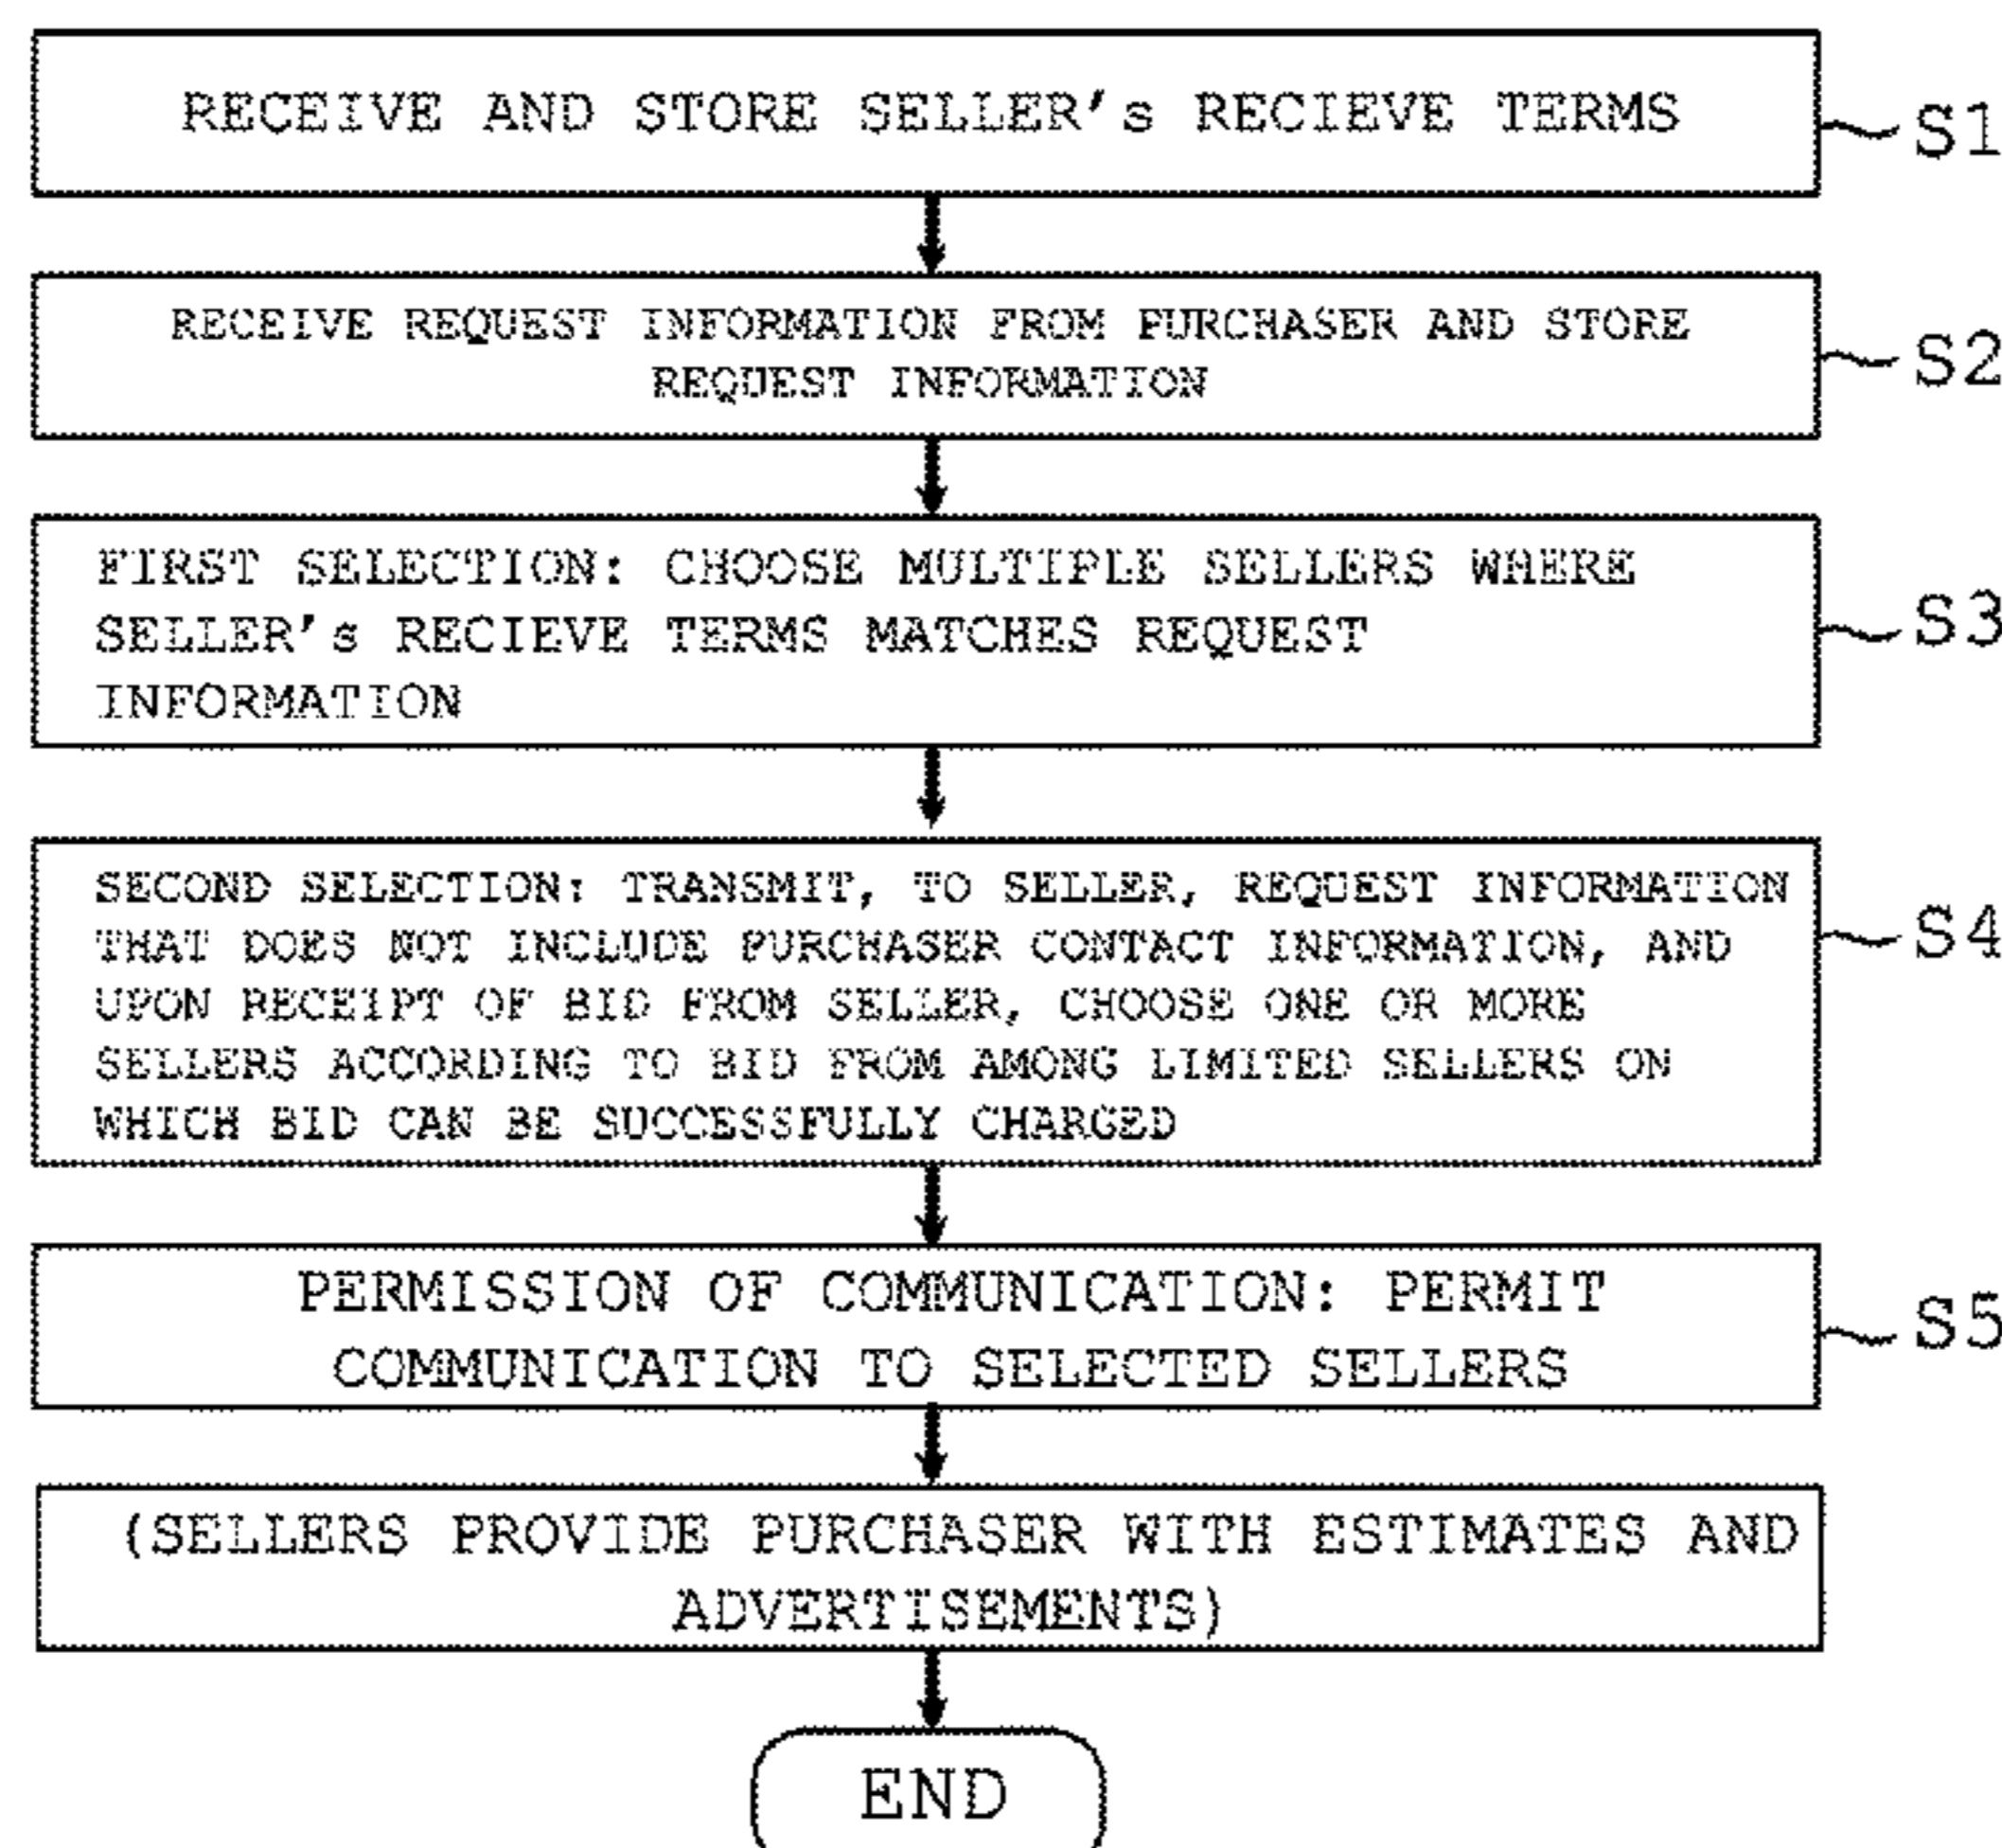 RECEIVE AND STORE SELLER's RECIEVE TERMS
S1
RECEIVE REQUEST INFORMATION FROM PURCHASER AND STORE
REQUEST INFORMATION
S2
FIRST SELECTION: CHOOSE MULTIPLE SELLERS WHERE
SELLER's RECIEVE TERMS MATCHES REQUEST
INFORMATION
S3
SECOND SELECTION: TRANSMIT, TO SELLER, REQUEST INFORMATION
THAT DOES NOT INCLUDE PURCHASER CONTACT INFORMATION, AND
UPON RECEIPT OF BID FROM SELLER, CHOOSE ONE OR MORE
SELLERS ACCORDING TO BID FROM AMONG LIMITED SELLERS ON
WHICH BID CAN BE SUCCESSFULLY CHARGED
S4
PERMISSION OF COMMUNICATION: PERMIT
COMMUNICATION TO SELECTED SELLERS
S5
(SELLERS PROVIDE PURCHASER WITH ESTIMATES AND
ADVERTISEMENTS)
END